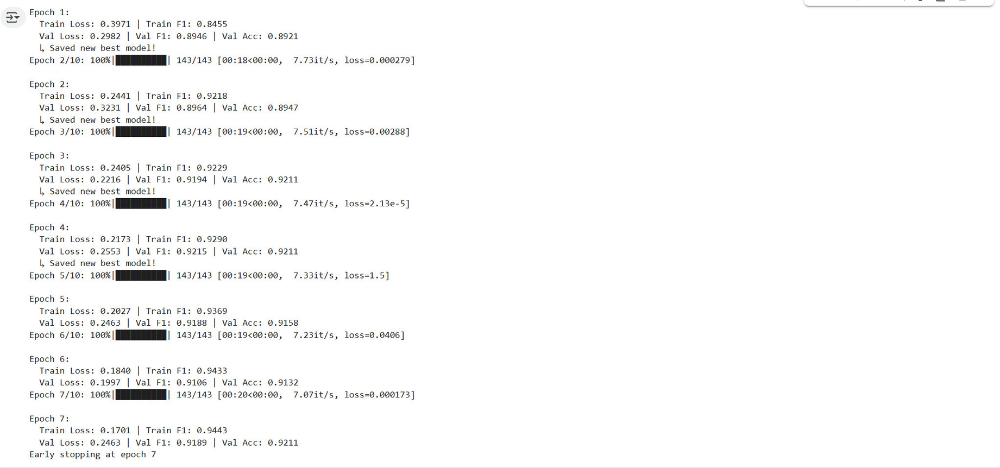 Epoch 1:
Train Loss: 0.3971 | Train F1: 0.8455
Val Loss: 0.2982 | Val F1: 0.8946 | Val Acc: 0.8921
↳ Saved new best model!
Epoch 2/10: 100%|██████████| 143/143 [00:18<00:00, 7.73it/s, loss=0.000279]
Epoch 2:
Train Loss: 0.2441 | Train F1: 0.9218
Val Loss: 0.3231 | Val F1: 0.8964 | Val Acc: 0.8947
↳ Saved new best model!
Epoch 3/10: 100%|██████████| 143/143 [00:19<00:00, 7.51it/s, loss=0.00288]
Epoch 3:
Train Loss: 0.2405 | Train F1: 0.9229
Val Loss: 0.2216 | Val F1: 0.9194 | Val Acc: 0.9211
↳ Saved new best model!
Epoch 4/10: 100%|██████████| 143/143 [00:19<00:00, 7.47it/s, loss=2.13e-5]
Epoch 4:
Train Loss: 0.2173 | Train F1: 0.9290
Val Loss: 0.2553 | Val F1: 0.9215 | Val Acc: 0.9211
↳ Saved new best model!
Epoch 5/10: 100%|██████████| 143/143 [00:19<00:00, 7.33it/s, loss=1.5]
Epoch 5:
Train Loss: 0.2027 | Train F1: 0.9369
Val Loss: 0.2463 | Val F1: 0.9188 | Val Acc: 0.9158
Epoch 6/10: 100%|██████████| 143/143 [00:19<00:00, 7.23it/s, loss=0.0406]
Epoch 6:
Train Loss: 0.1840 | Train F1: 0.9433
Val Loss: 0.1997 | Val F1: 0.9106 | Val Acc: 0.9132
Epoch 7/10: 100%|██████████| 143/143 [00:20<00:00, 7.07it/s, loss=0.000173]
Epoch 7:
Train Loss: 0.1701 | Train F1: 0.9443
Val Loss: 0.2463 | Val F1: 0.9189 | Val Acc: 0.9211
Early stopping at epoch 7